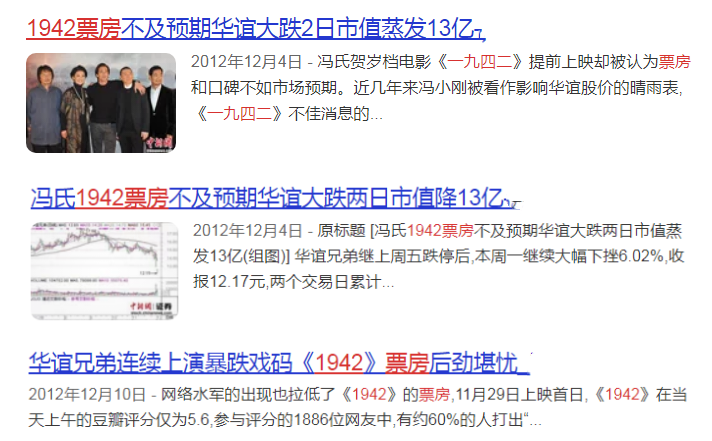 1942票房不及预期华谊大跌2日市值蒸发13亿
2012年12月4日 - 冯氏贺岁档电影《一九四二》提前上映却被认为票房
和口碑不如市场预期。近几年来冯小刚被看作影响华谊股价的晴雨表,
《一九四二》不佳消息的...
中新网
冯氏1942票房不及预期华谊大跌两日市值降13亿
2012年12月4日 - 原标题 [冯氏1942票房不及预期华谊大跌两日市值蒸
发13亿(组图)] 华谊兄弟继上周五跌停后,本周一继续大幅下挫6.02%,收
报12.17元,两个交易日累计...
中新网 证券
华谊兄弟连续上演暴跌戏码《1942》票房后劲堪忧
2012年12月10日 - 网络水军的出现也拉低了《1942》的票房,11月29日上映首日,《1942》在当
天上午的豆瓣评分仅为5.6,参与评分的1886位网友中,有约60%的人打出“...